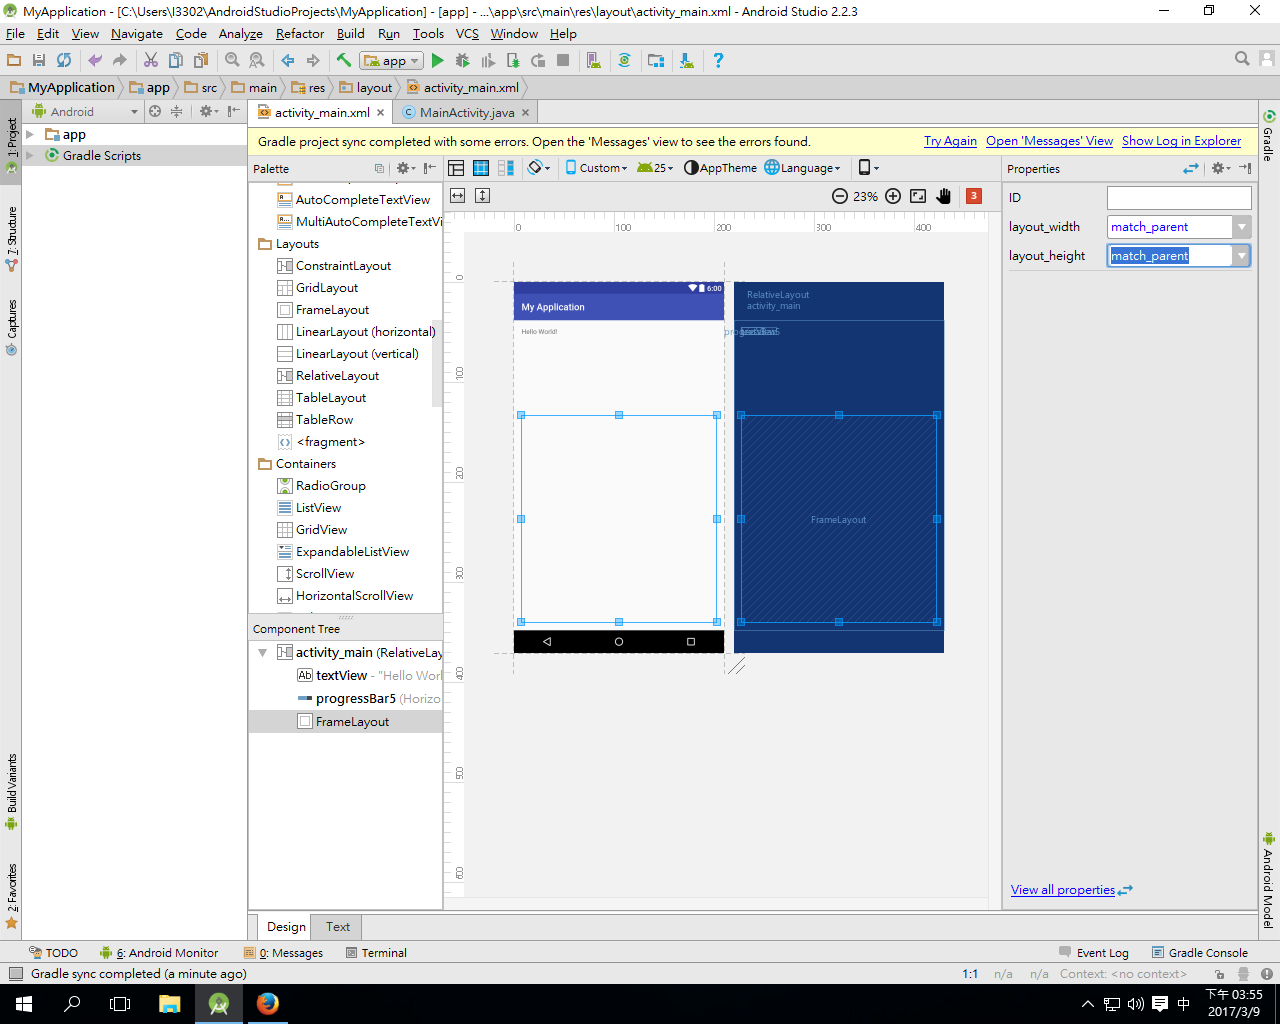 MyApplication - [C:\Users\I3302\AndroidStudioProjects\MyApplication] - [app] - ...\app\src\main\res\layout\activity_main.xml - Android Studio 2.2.3
File Edit View Navigate Code Analyze Refactor Build Run Tools VCS Window Help
app
MyApplication app src main res layout activity_main.xml
Android
activity_main.xml MainActivity.java
app
Gradle Scripts
Gradle project sync completed with some errors. Open the 'Messages' view to see the errors found. Try Again Open 'Messages' View Show Log in Explorer
Palette
Custom 25 AppTheme Language
Properties
23%
3
AutoCompleteTextView
MultiAutoCompleteTextVi
Layouts
ConstraintLayout
GridLayout
FrameLayout
LinearLayout (horizontal)
LinearLayout (vertical)
RelativeLayout
TableLayout
TableRow
<fragment>
Containers
RadioGroup
ListView
GridView
ExpandableListView
ScrollView
HorizontalScrollView
Component Tree
activity_main (RelativeLay
textView - "Hello Worl
progressBar5 (Horizo
FrameLayout
0 100 200 300 400
0
100
200
300
400
500
600
6:00
My Application
Hello World!
RelativeLayout
activity_main
FrameLayout
ID
layout_width match_parent
layout_height match_parent
View all properties
1: Project
7: Structure
Captures
Build Variants
2: Favorites
Gradle
Android Model
Design Text
TODO 6: Android Monitor 0: Messages Terminal Event Log Gradle Console
Gradle sync completed (a minute ago) 1:1 n/a n/a Context: <no context>
中
下午 03:55
2017/3/9